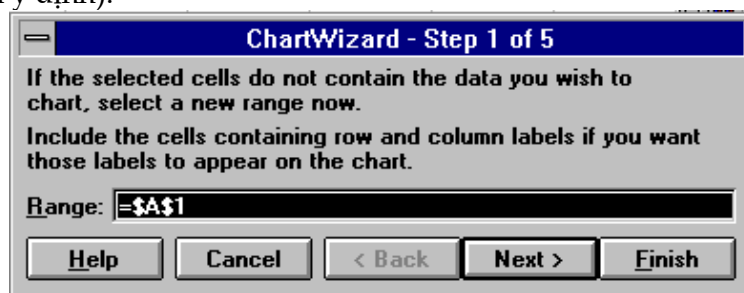 ChartWizard - Step 1 of 5
If the selected cells do not contain the data you wish to
chart, select a new range now.
Include the cells containing row and column labels if you want
those labels to appear on the chart.
Range: =$A$1
Help Cancel < Back Next > Finish